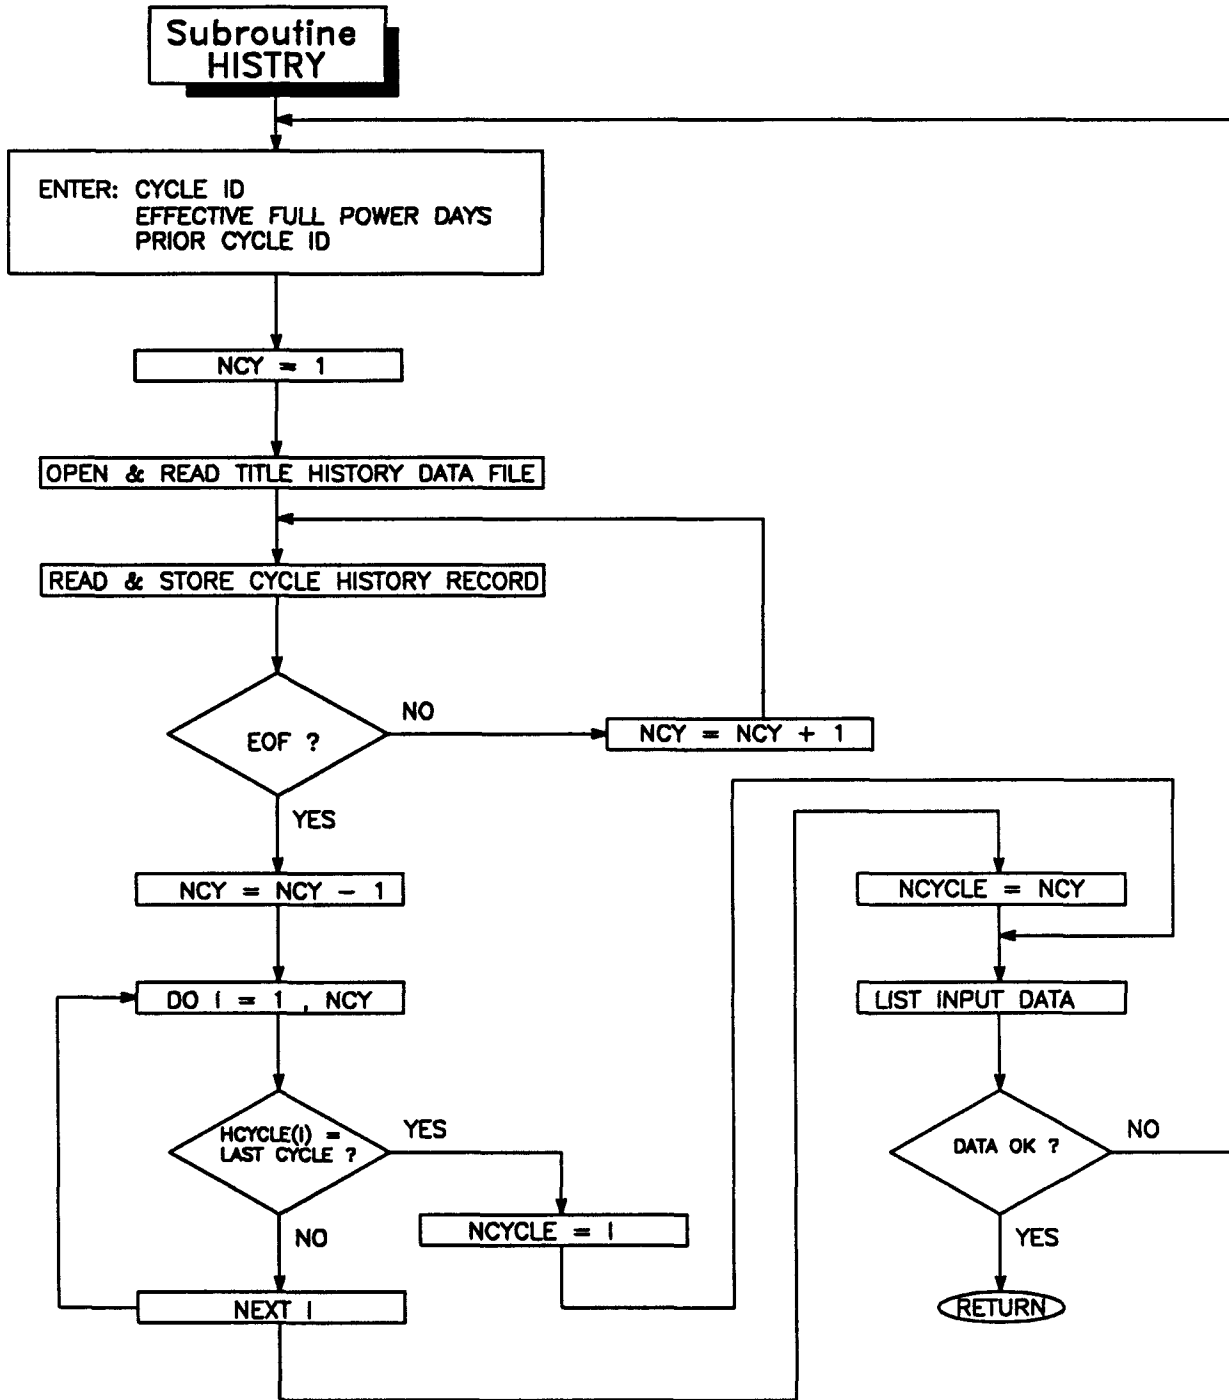 Subroutine
HISTRY
ENTER: CYCLE ID
EFFECTIVE FULL POWER DAYS
PRIOR CYCLE ID
NCY = 1
OPEN & READ TITLE HISTORY DATA FILE
READ & STORE CYCLE HISTORY RECORD
EOF ?
NO
NCY = NCY + 1
YES
NCY = NCY - 1
DO I = 1 , NCY
HCYCLE(I) =
LAST CYCLE ?
YES
NO
NCYCLE = I
NEXT I
NCYCLE = NCY
LIST INPUT DATA
DATA OK ?
NO
YES
RETURN